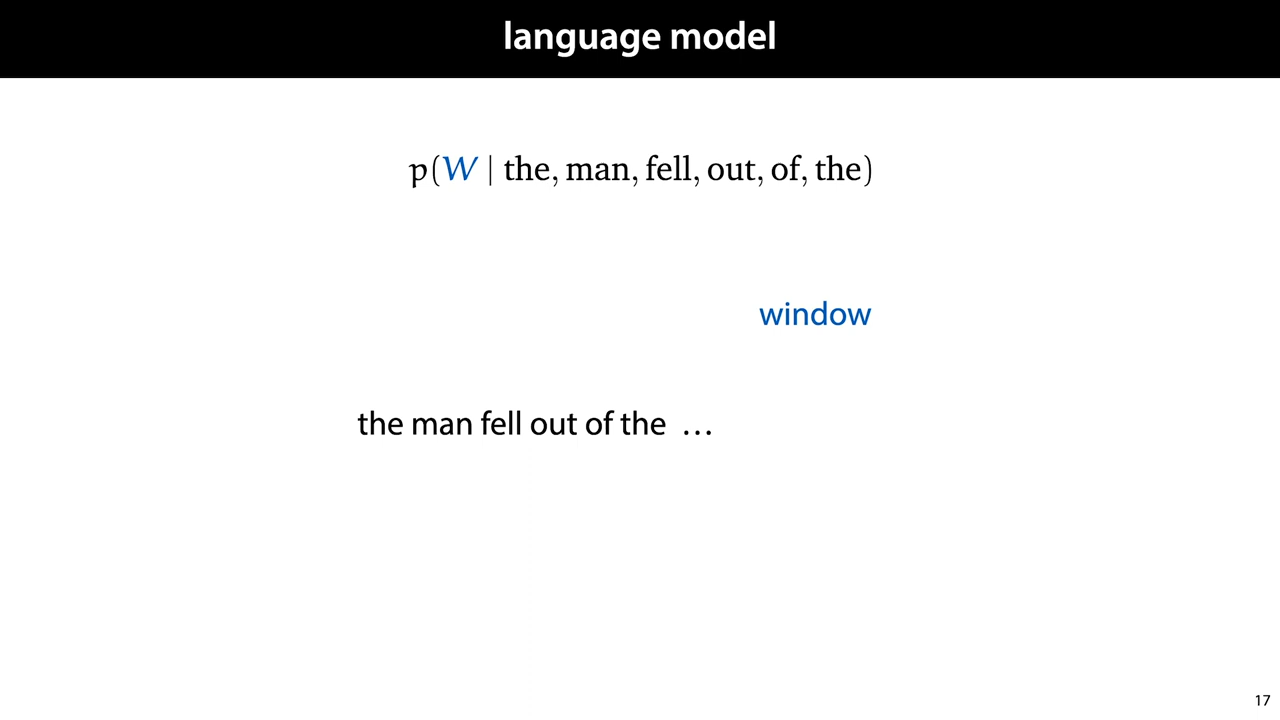 language model
p(W | the, man, fell, out, of, the)
window
the man fell out of the …
17